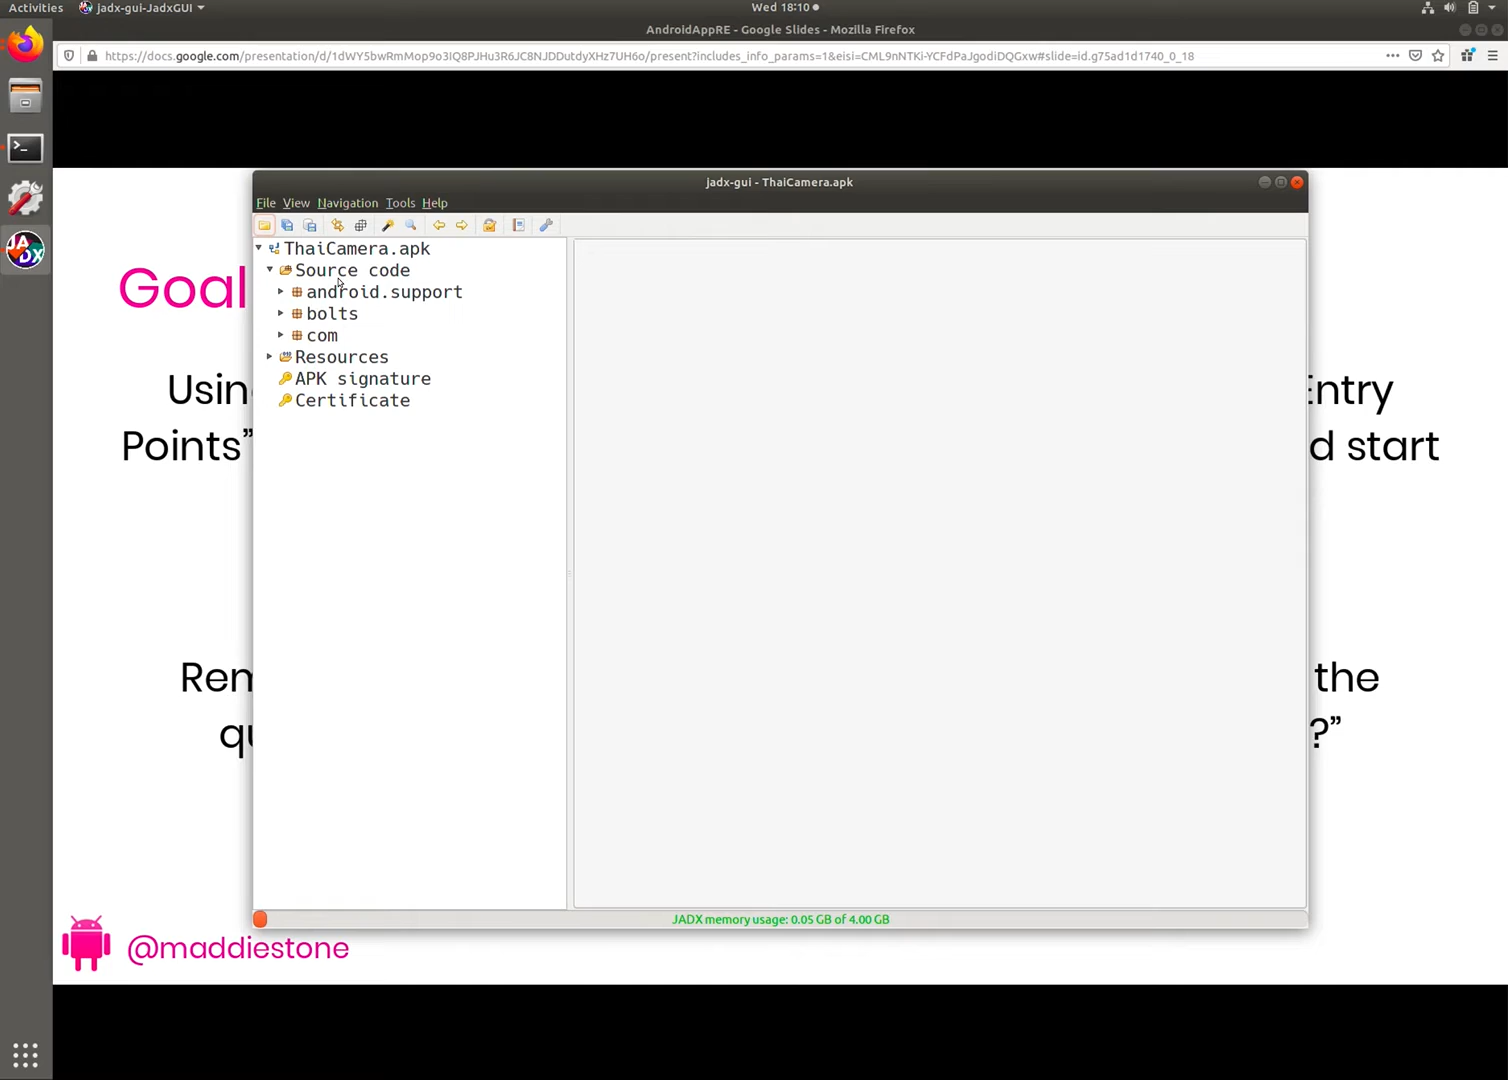 Activities
jadx-gui-JadxGUI
Wed 18:10
AndroidAppRE - Google Slides - Mozilla Firefox
https://docs.google.com/presentation/d/1dWY5bwRmMop9o3IQ8PJHu3R6JC8NJDDutdyXHz7UH6o/present?includes_info_params=1&eisi=CML9nNTKi-YCFdPaJgodiDQGxw#slide=id.g75ad1d1740_0_18
jadx-gui - ThaiCamera.apk
File View Navigation Tools Help
ThaiCamera.apk
Source code
android.support
bolts
com
Resources
APK signature
Certificate
JADX memory usage: 0.05 GB of 4.00 GB
Goal
Usin
Entry
Points”
d start
Rem
the
qu
?”
@maddiestone
JADX